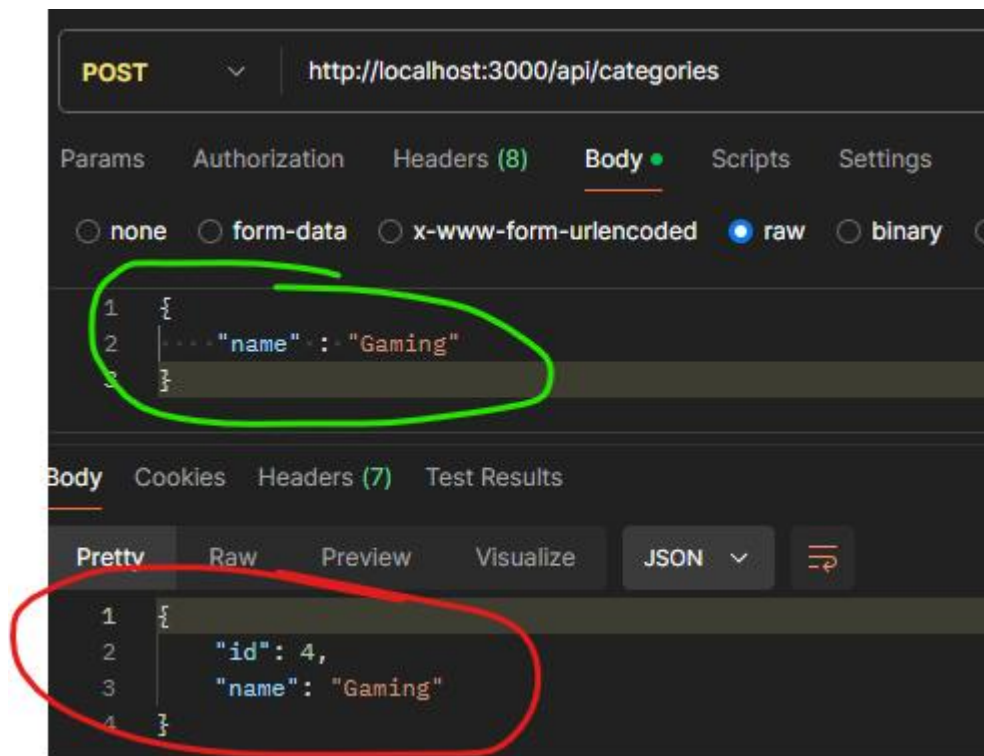 POST http://localhost:3000/api/categories
Params Authorization Headers (8) Body Scripts Settings
none form-data x-www-form-urlencoded raw binary
1 {
2 "name" : "Gaming"
3 }
Body Cookies Headers (7) Test Results
Pretty Raw Preview Visualize JSON
1 {
2 "id": 4,
3 "name": "Gaming"
4 }